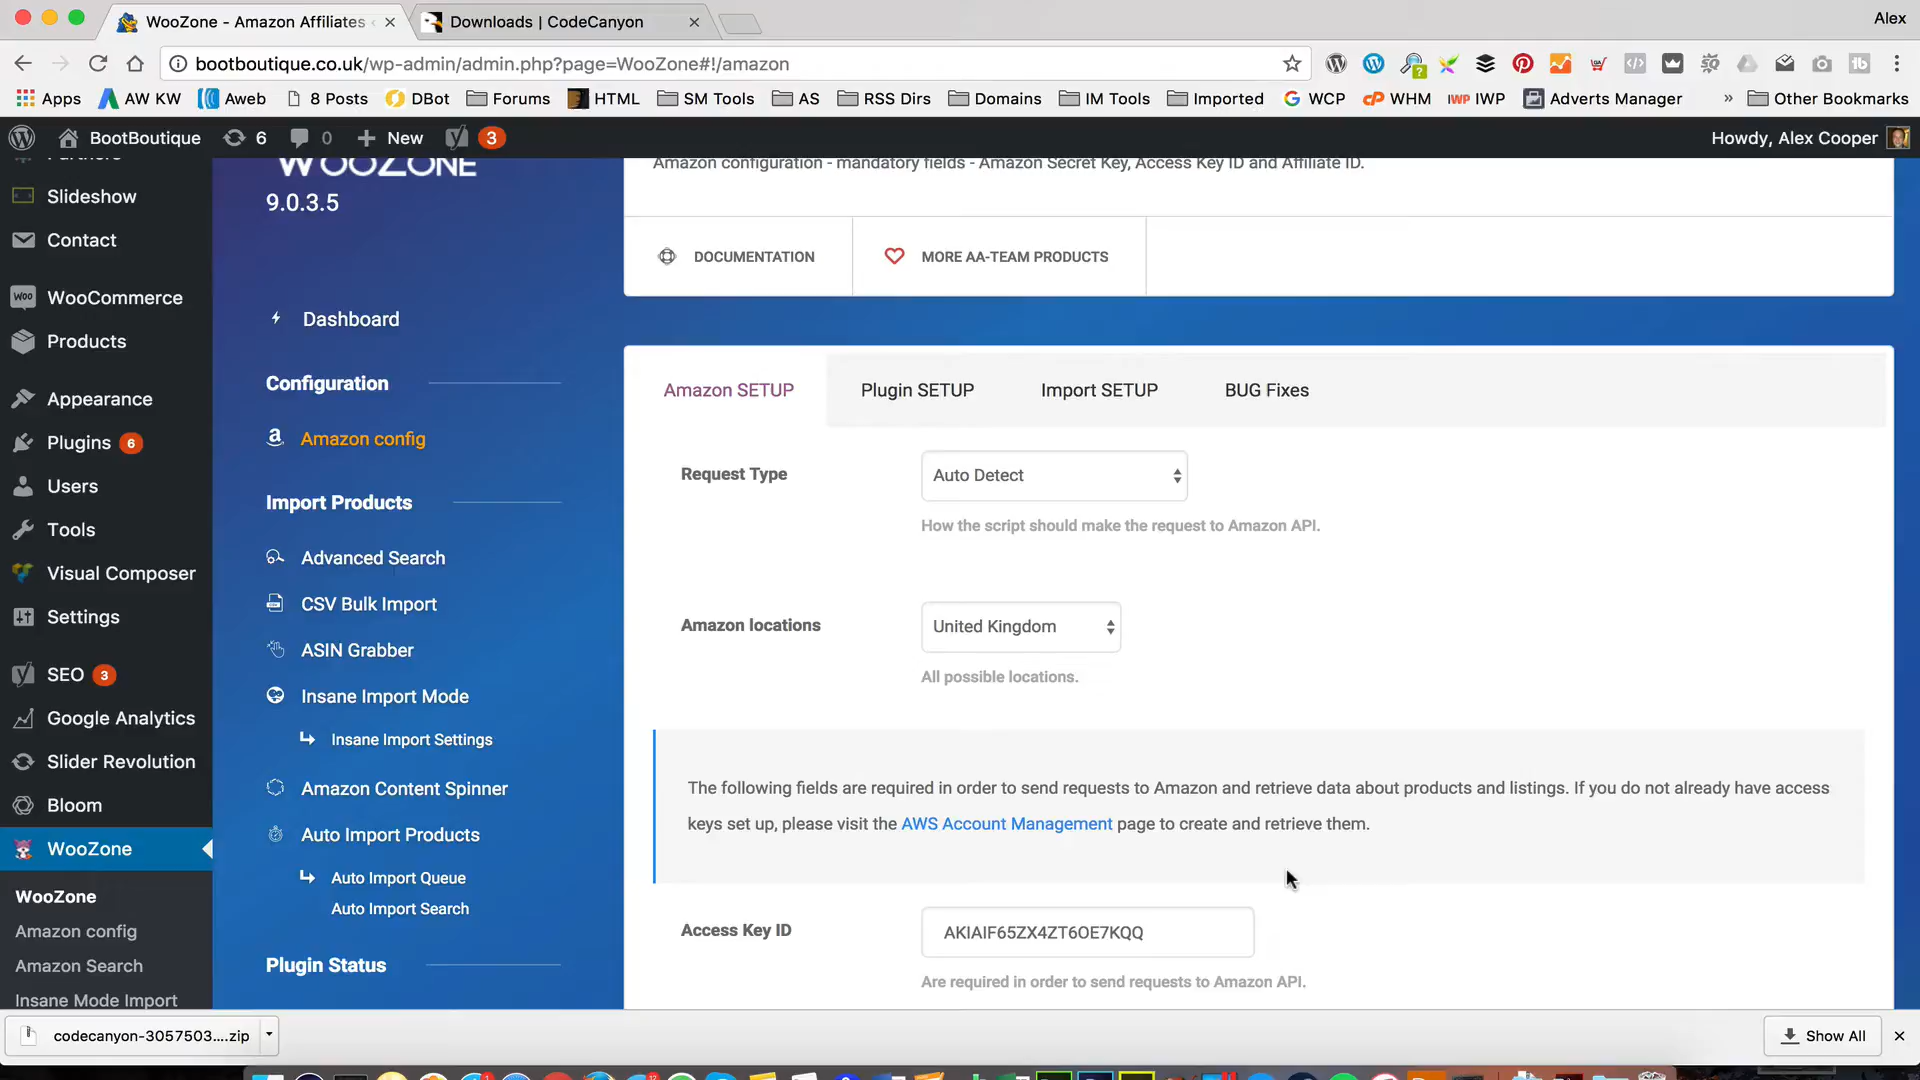 WooZone - Amazon Affiliates
Downloads | CodeCanyon
Alex
bootboutique.co.uk/wp-admin/admin.php?page=WooZone#!/amazon
Apps AW KW Aweb 8 Posts DBot Forums HTML SM Tools AS RSS Dirs Domains IM Tools Imported WCP WHM IWP IWP Adverts Manager » Other Bookmarks
BootBoutique 6 0 New 3 Howdy, Alex Cooper
Partners
Slideshow
Contact
WooCommerce
Products
Appearance
Plugins 6
Users
Tools
Visual Composer
Settings
SEO 3
Google Analytics
Slider Revolution
Bloom
WooZone
WooZone
Amazon config
Amazon Search
Insane Mode Import
WOOZONE
9.0.3.5
Dashboard
Configuration
Amazon config
Import Products
Advanced Search
CSV Bulk Import
ASIN Grabber
Insane Import Mode
Insane Import Settings
Amazon Content Spinner
Auto Import Products
Auto Import Queue
Auto Import Search
Plugin Status
Amazon configuration - mandatory fields - Amazon Secret Key, Access Key ID and Affiliate ID.
DOCUMENTATION MORE AA-TEAM PRODUCTS
Amazon SETUP Plugin SETUP Import SETUP BUG Fixes
Request Type Auto Detect
How the script should make the request to Amazon API.
Amazon locations United Kingdom
All possible locations.
The following fields are required in order to send requests to Amazon and retrieve data about products and listings. If you do not already have access
keys set up, please visit the AWS Account Management page to create and retrieve them.
Access Key ID AKIAIF65ZX4ZT6OE7KQQ
Are required in order to send requests to Amazon API.
codecanyon-3057503....zip
Show All